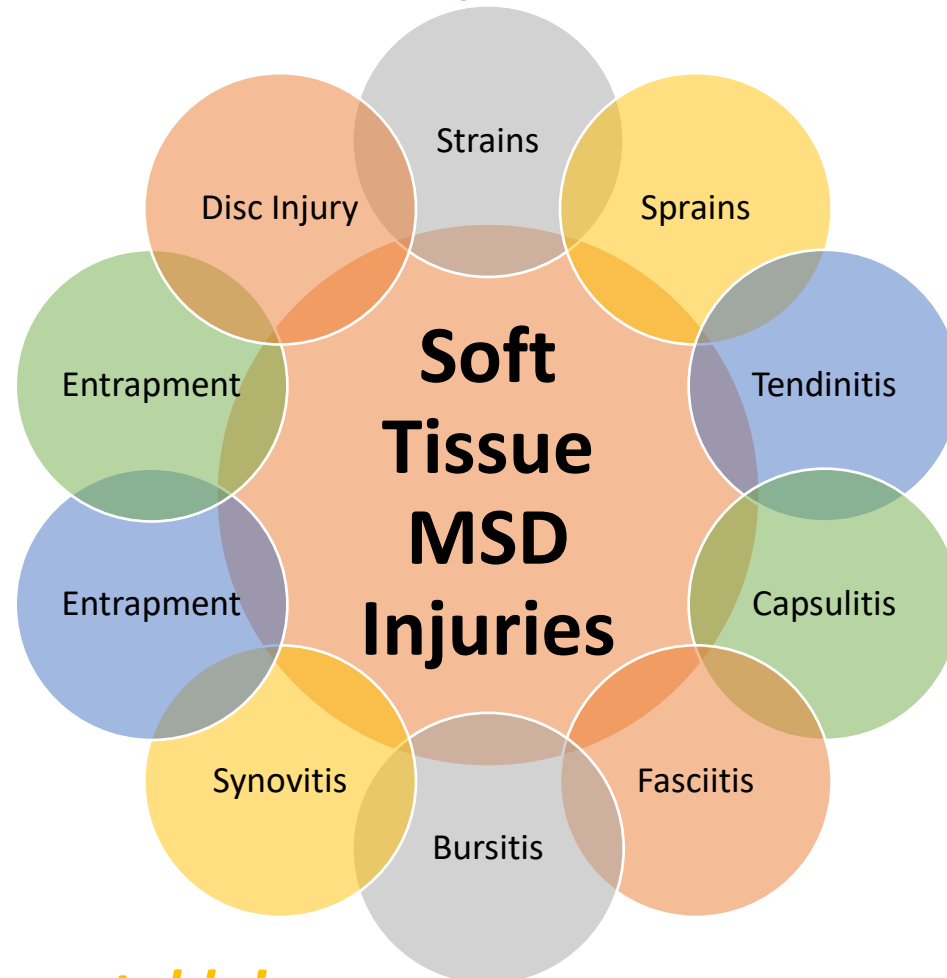 Strains
Sprains
Tendinitis
Capsulitis
Fasciitis
Bursitis
Synovitis
Entrapment
Entrapment
Disc Injury
Soft
Tissue
MSD
Injuries